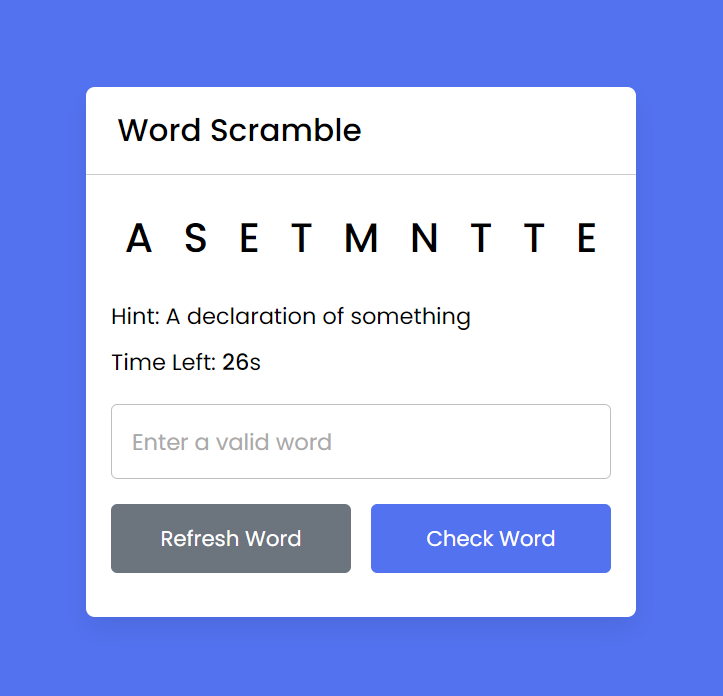 Word Scramble
A S E T M N T T E
Hint: A declaration of something
Time Left: 26s
Enter a valid word
Refresh Word Check Word